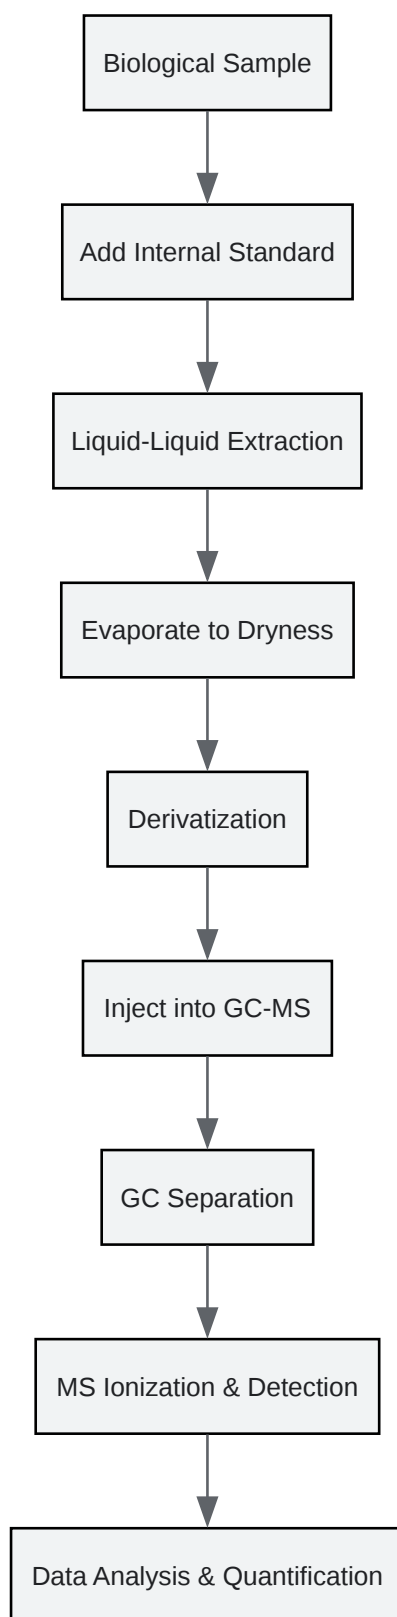 Biological Sample
Add Internal Standard
Liquid-Liquid Extraction
Evaporate to Dryness
Derivatization
Inject into GC-MS
GC Separation
MS Ionization & Detection
Data Analysis & Quantification